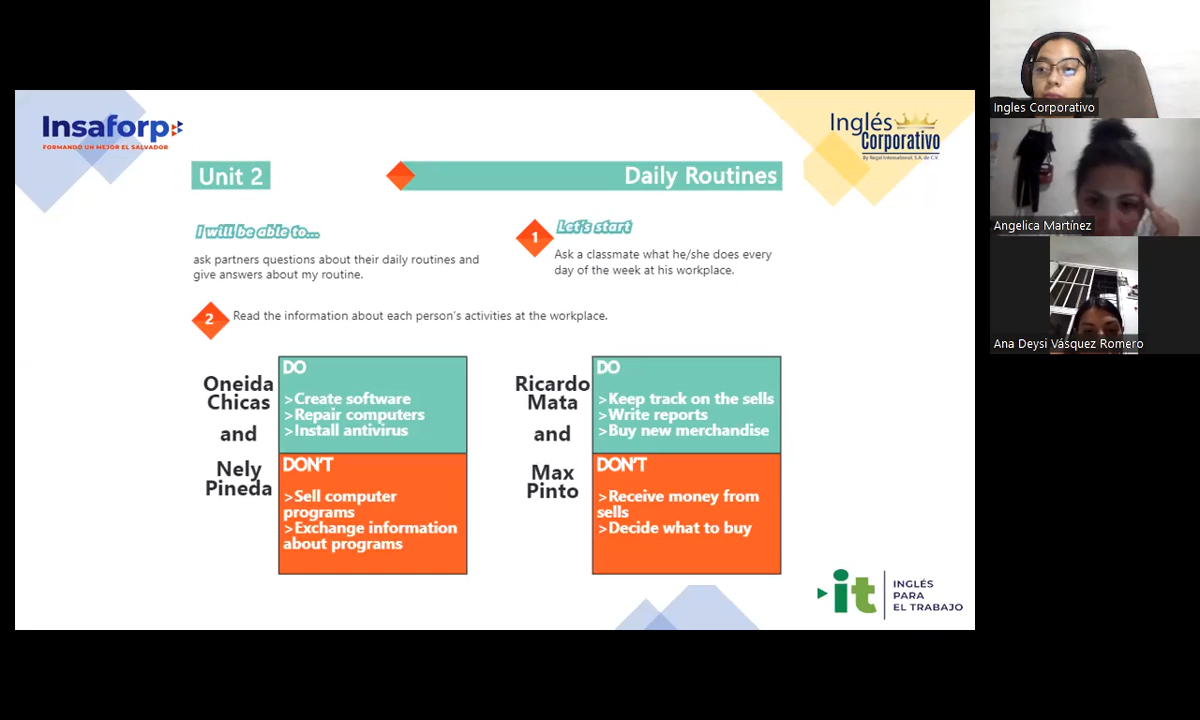 Insaforp
FORMANDO UN MEJOR EL SALVADOR
Inglés
Corporativo
By Regal International, S.A. de C.V.
Unit 2
Daily Routines
I will be able to...
ask partners questions about their daily routines and
give answers about my routine.
1
Let's start
Ask a classmate what he/she does every
day of the week at his workplace.
2
Read the information about each person's activities at the workplace.
Oneida
Chicas
and
Nely
Pineda
DO
>Create software
>Repair computers
>Install antivirus
DON'T
>Sell computer
programs
>Exchange information
about programs
Ricardo
Mata
and
Max
Pinto
DO
>Keep track on the sells
>Write reports
>Buy new merchandise
DON'T
>Receive money from
sells
>Decide what to buy
it
INGLÉS
PARA
EL TRABAJO
Ingles Corporativo
Angelica Martínez
Ana Deysi Vásquez Romero